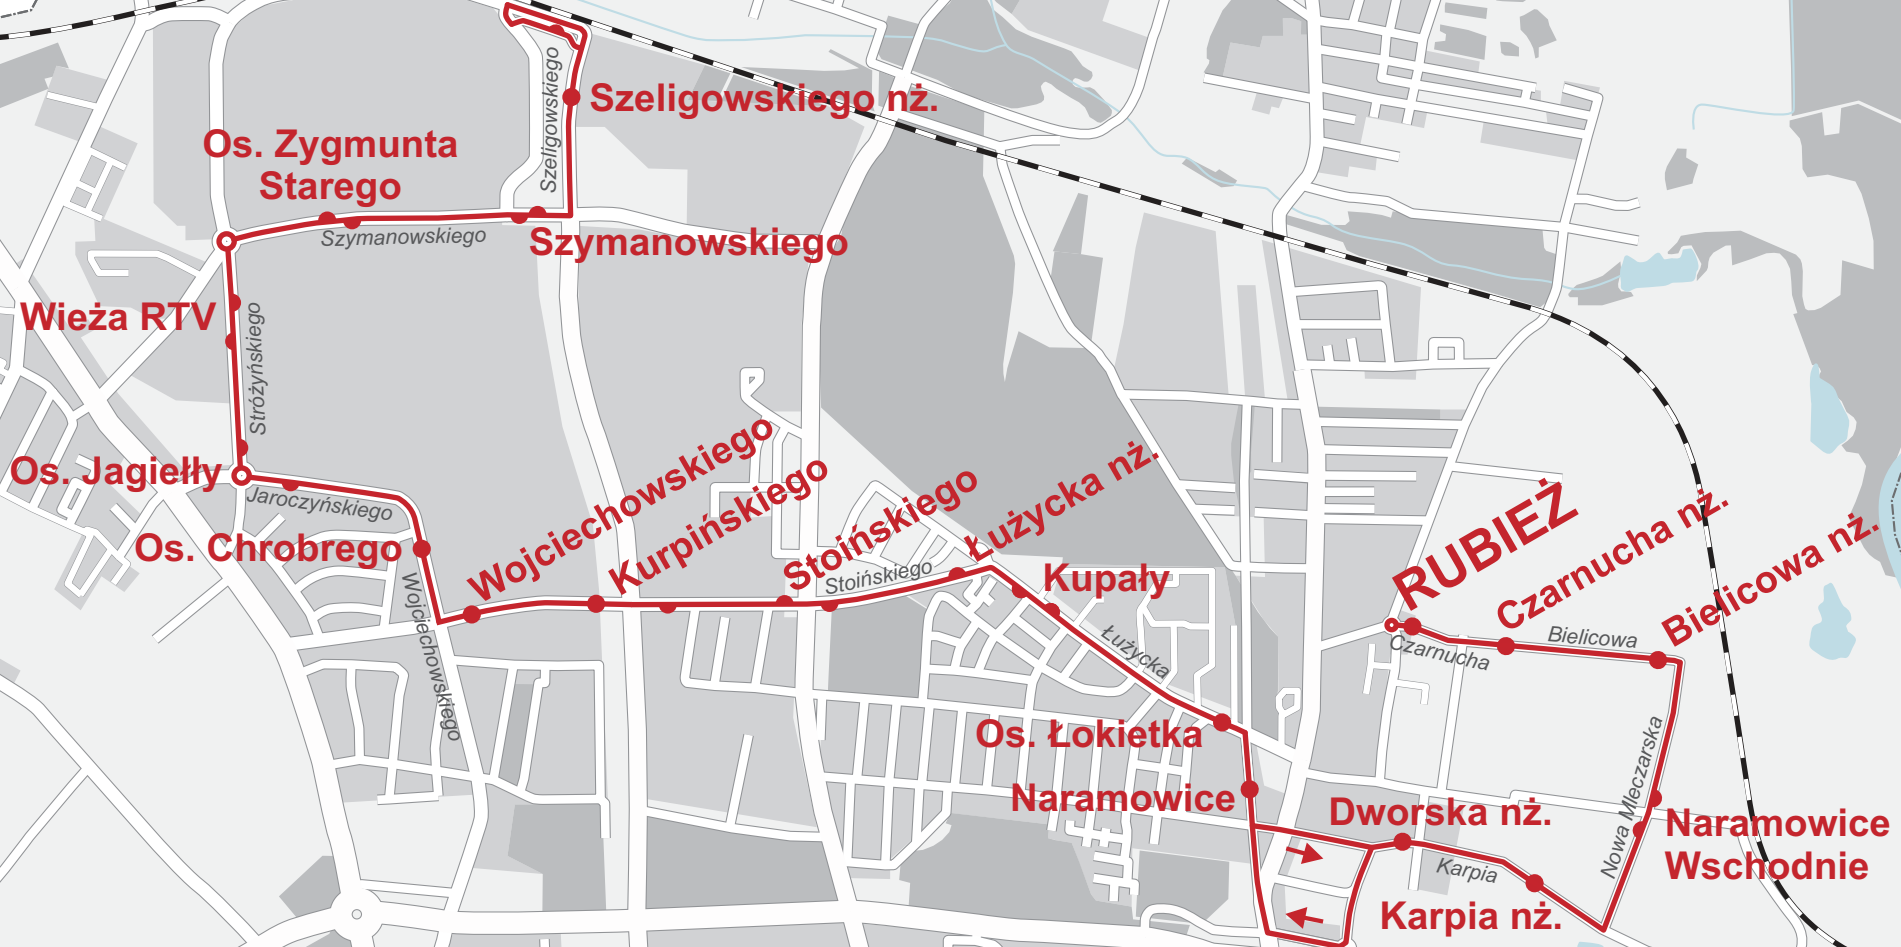 Szeligowskiego
Szeligowskiego nż.
Os. Zygmunta
Starego
Szymanowskiego
Szymanowskiego
Wieża RTV
Stróżyńskiego
Os. Jagiełły
Jaroczyńskiego
Os. Chrobrego
Wojciechowskiego
Wojciechowskiego
Kurpińskiego
Stoińskiego
Stoińskiego
Łużycka nż.
Kupały
Łużycka
Os. Łokietka
Naramowice
RUBIEŻ
Czarnucha nż.
Bielicowa nż.
Czarnucha
Bielicowa
Nowa Mleczarska
Dworska nż.
Karpia
Karpia nż.
Naramowice
Wschodnie